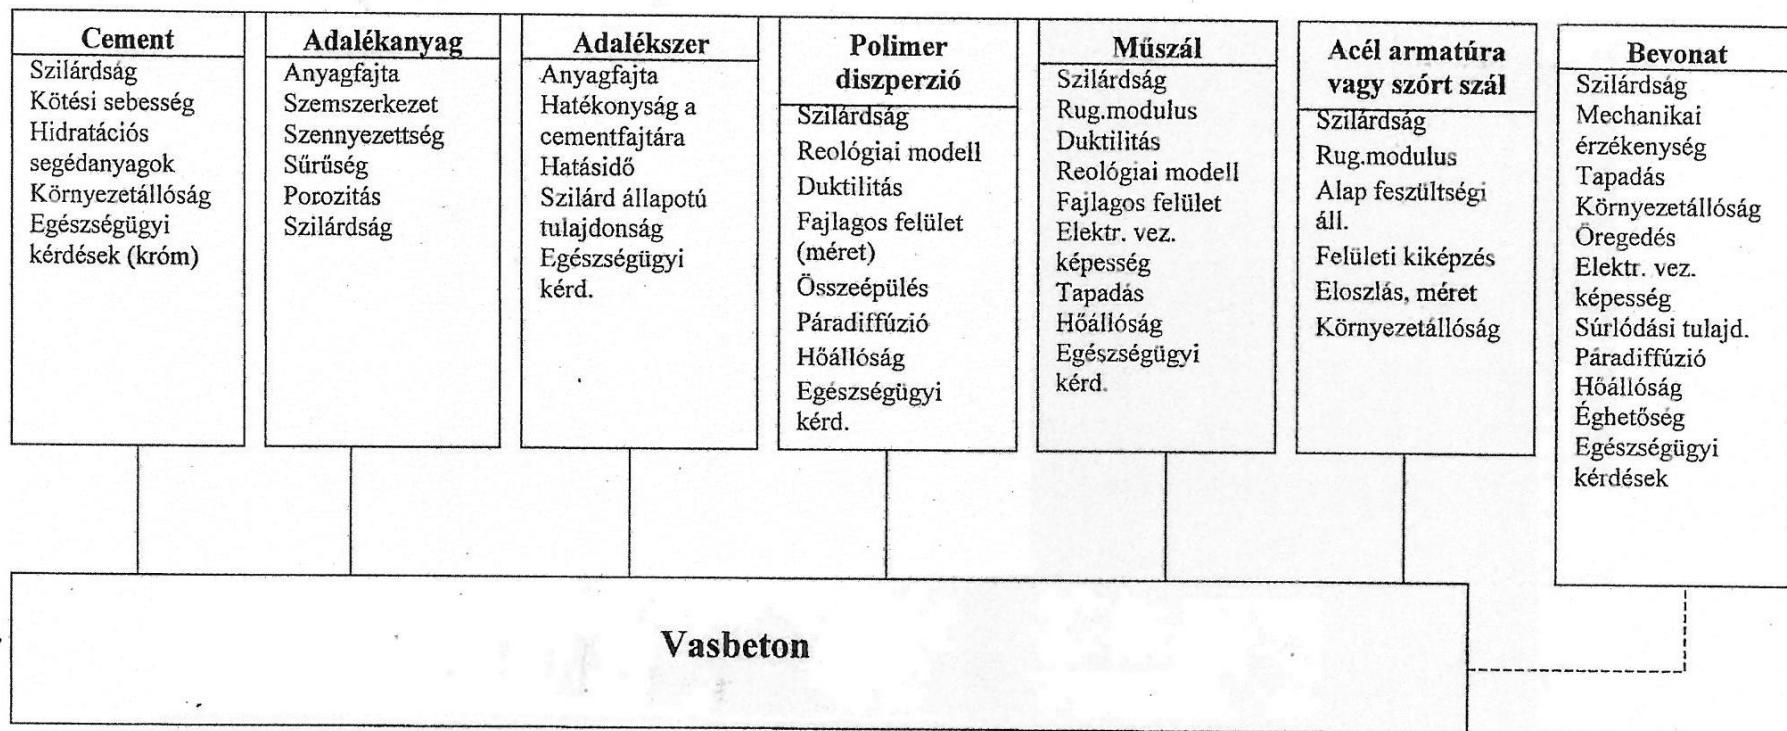 Cement
Szilárdság
Kötési sebesség
Hidratációs
segédanyagok
Környezetállóság
Egészségügyi
kérdések (króm)
Adalékanyag
Anyagfajta
Szemszerkezet
Szennyezettség
Sűrűség
Porozitás
Szilárdság
Adalékszer
Anyagfajta
Hatékonyság a
cementfajtára
Hatásidő
Szilárd állapotú
tulajdonság
Egészségügyi
kérd.
Polimer
diszperzió
Szilárdság
Reológiai modell
Duktilitás
Fajlagos felület
(méret)
Összeépülés
Páradiffúzió
Hőállóság
Egészségügyi
kérd.
Műszál
Szilárdság
Rug.modulus
Duktilitás
Reológiai modell
Fajlagos felület
Elektr. vez.
képesség
Tapadás
Hőállóság
Egészségügyi
kérd.
Acél armatúra
vagy szórt szál
Szilárdság
Rug.modulus
Alap feszültségi
áll.
Felületi kiképzés
Eloszlás, méret
Környezetállóság
Bevonat
Szilárdság
Mechanikai
érzékenység
Tapadás
Környezetállóság
Öregedés
Elektr. vez.
képesség
Súrlódási tulajd.
Páradiffúzió
Hőállóság
Éghetőség
Egészségügyi
kérdések
Vasbeton